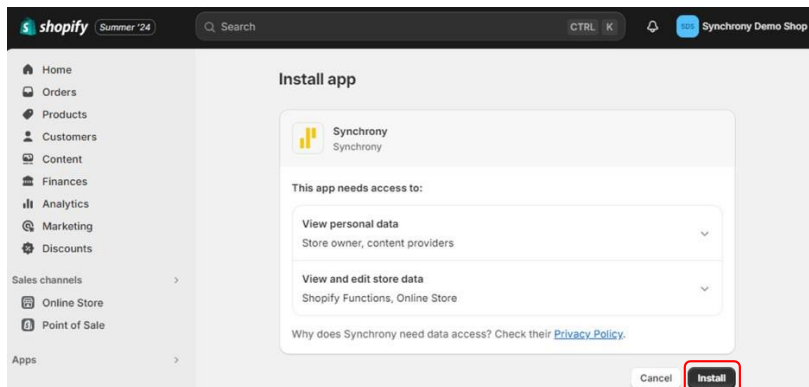 shopify Summer '24
Search
CTRL K
SDS
Synchrony Demo Shop
Home
Orders
Products
Customers
Content
Finances
Analytics
Marketing
Discounts
Sales channels
Online Store
Point of Sale
Apps
Install app
Synchrony
Synchrony
This app needs access to:
View personal data
Store owner, content providers
View and edit store data
Shopify Functions, Online Store
Why does Synchrony need data access? Check their Privacy Policy.
Cancel
Install